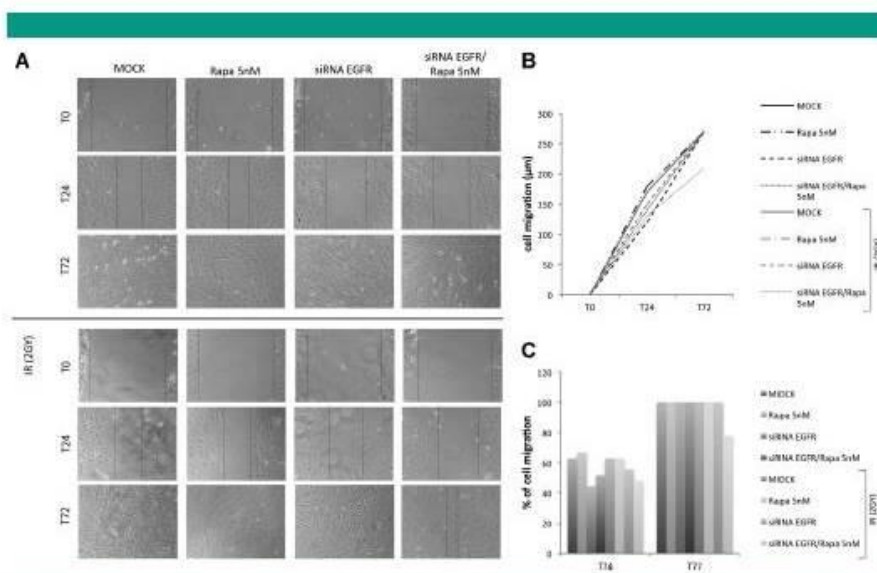 A
MOCK
Rapa 5nM
siRNA EGFR
siRNA EGFR/
Rapa 5nM
T0
T24
T72
IR (2GY)
T0
T24
T72
B
cell migration (µm)
300
250
200
150
100
50
0
T0
T24
T72
MOCK
Rapa 5nM
siRNA EGFR
siRNA EGFR/Rapa
5nM
MOCK
Rapa 5nM
siRNA EGFR
siRNA EGFR/Rapa
5nM
IR (2GY)
C
% of cell migration
120
100
80
60
40
20
0
MOCK
Rapa 5nM
siRNA EGFR
siRNA EGFR/Rapa 5nM
MOCK
Rapa 5nM
siRNA EGFR
siRNA EGFR/Rapa 5nM
IR (2GY)